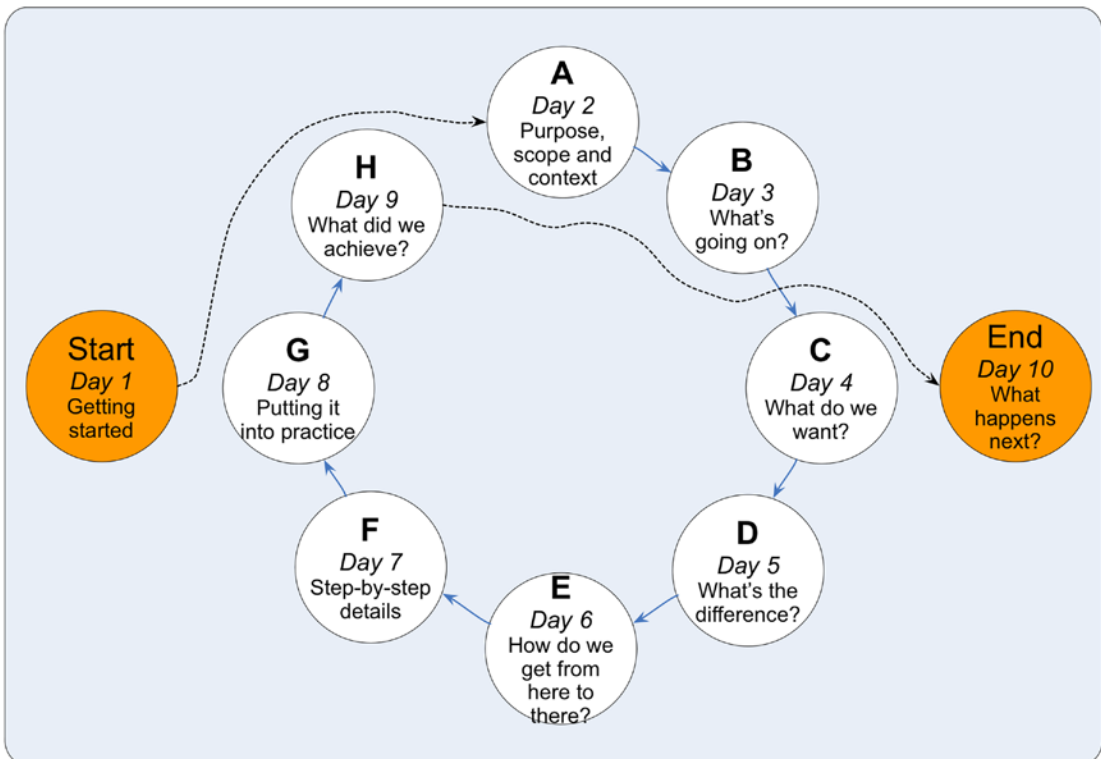 Start
Day 1
Getting
started
A
Day 2
Purpose,
scope and
context
B
Day 3
What's
going on?
C
Day 4
What do we
want?
D
Day 5
What's the
difference?
E
Day 6
How do we
get from
here to
there?
F
Day 7
Step-by-step
details
G
Day 8
Putting it
into practice
H
Day 9
What did we
achieve?
End
Day 10
What
happens
next?